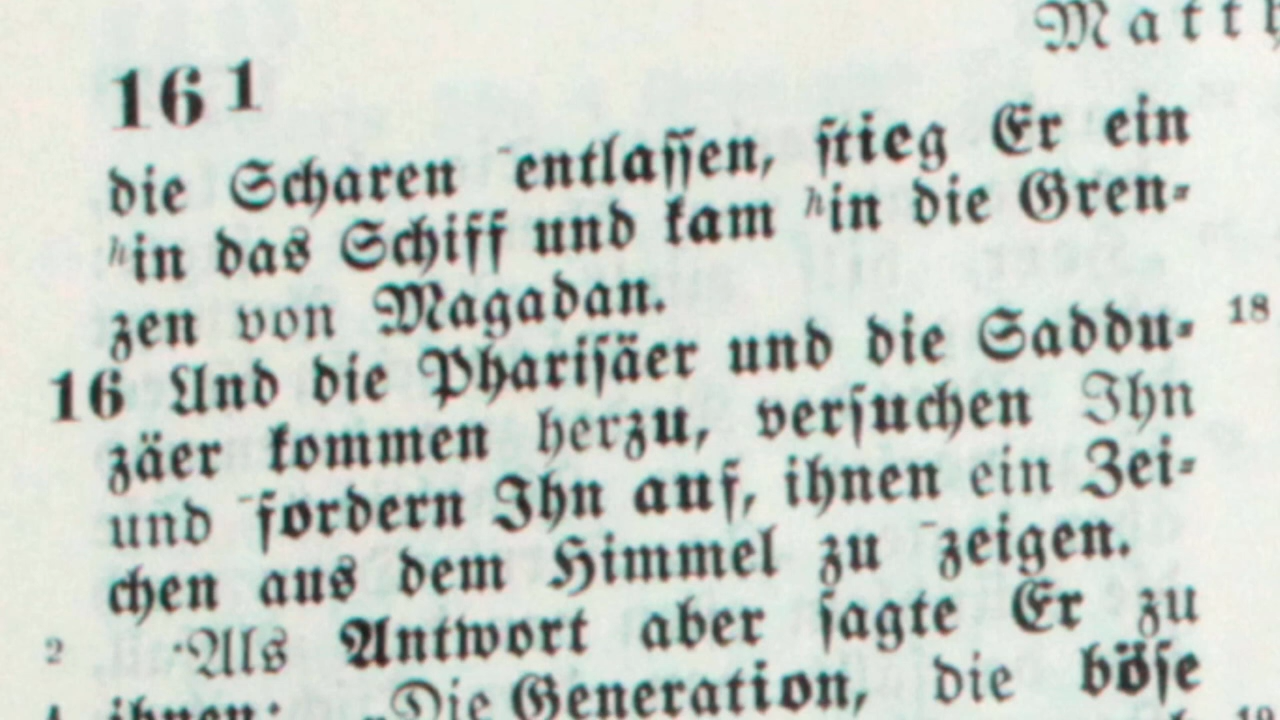 Matth
16 1
die Scharen ¯entlassen, stieg Er ein
ʰin das Schiff und kam ʰin die Gren-
zen von Magadan.
16 Und die Pharisäer und die Saddu- 18
zäer kommen herzu, versuchen Ihn
und ¯fordern Ihn auf, ihnen ein Zei-
chen aus dem Himmel zu ¯zeigen.
2 ·Als Antwort aber sagte Er zu
ihnen: „Die Generation, die böse